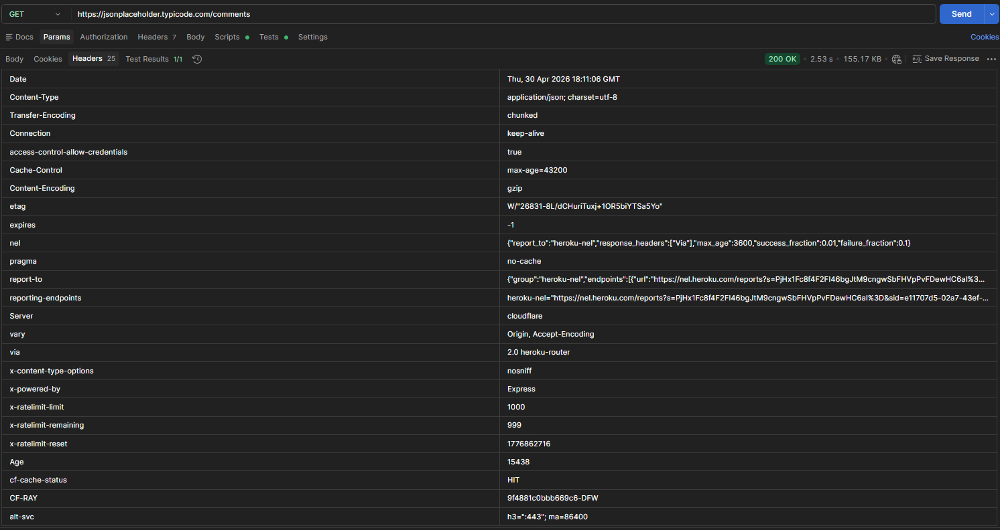 GET https://jsonplaceholder.typicode.com/comments Send
Docs Params Authorization Headers 7 Body Scripts Tests Settings Cookies
Body Cookies Headers 25 Test Results 1/1 200 OK 2.53 s 155.17 KB e.g. Save Response
Date Thu, 30 Apr 2026 18:11:06 GMT
Content-Type application/json; charset=utf-8
Transfer-Encoding chunked
Connection keep-alive
access-control-allow-credentials true
Cache-Control max-age=43200
Content-Encoding gzip
etag W/"26831-8L/dCHuriTuxj+1OR5biYTSa5Yo"
expires -1
nel {"report_to":"heroku-nel","response_headers":["Via"],"max_age":3600,"success_fraction":0.01,"failure_fraction":0.1}
pragma no-cache
report-to {"group":"heroku-nel","endpoints":[{"url":"https://nel.heroku.com/reports?s=PjHx1Fc8f4F2FI46bgJtM9cngwSbFHVpPvFDewHC6aI%3...
reporting-endpoints heroku-nel="https://nel.heroku.com/reports?s=PjHx1Fc8f4F2FI46bgJtM9cngwSbFHVpPvFDewHC6aI%3D&sid=e11707d5-02a7-43ef-...
Server cloudflare
vary Origin, Accept-Encoding
via 2.0 heroku-router
x-content-type-options nosniff
x-powered-by Express
x-ratelimit-limit 1000
x-ratelimit-remaining 999
x-ratelimit-reset 1776862716
Age 15438
cf-cache-status HIT
CF-RAY 9f4881c0bbb669c6-DFW
alt-svc h3=":443"; ma=86400